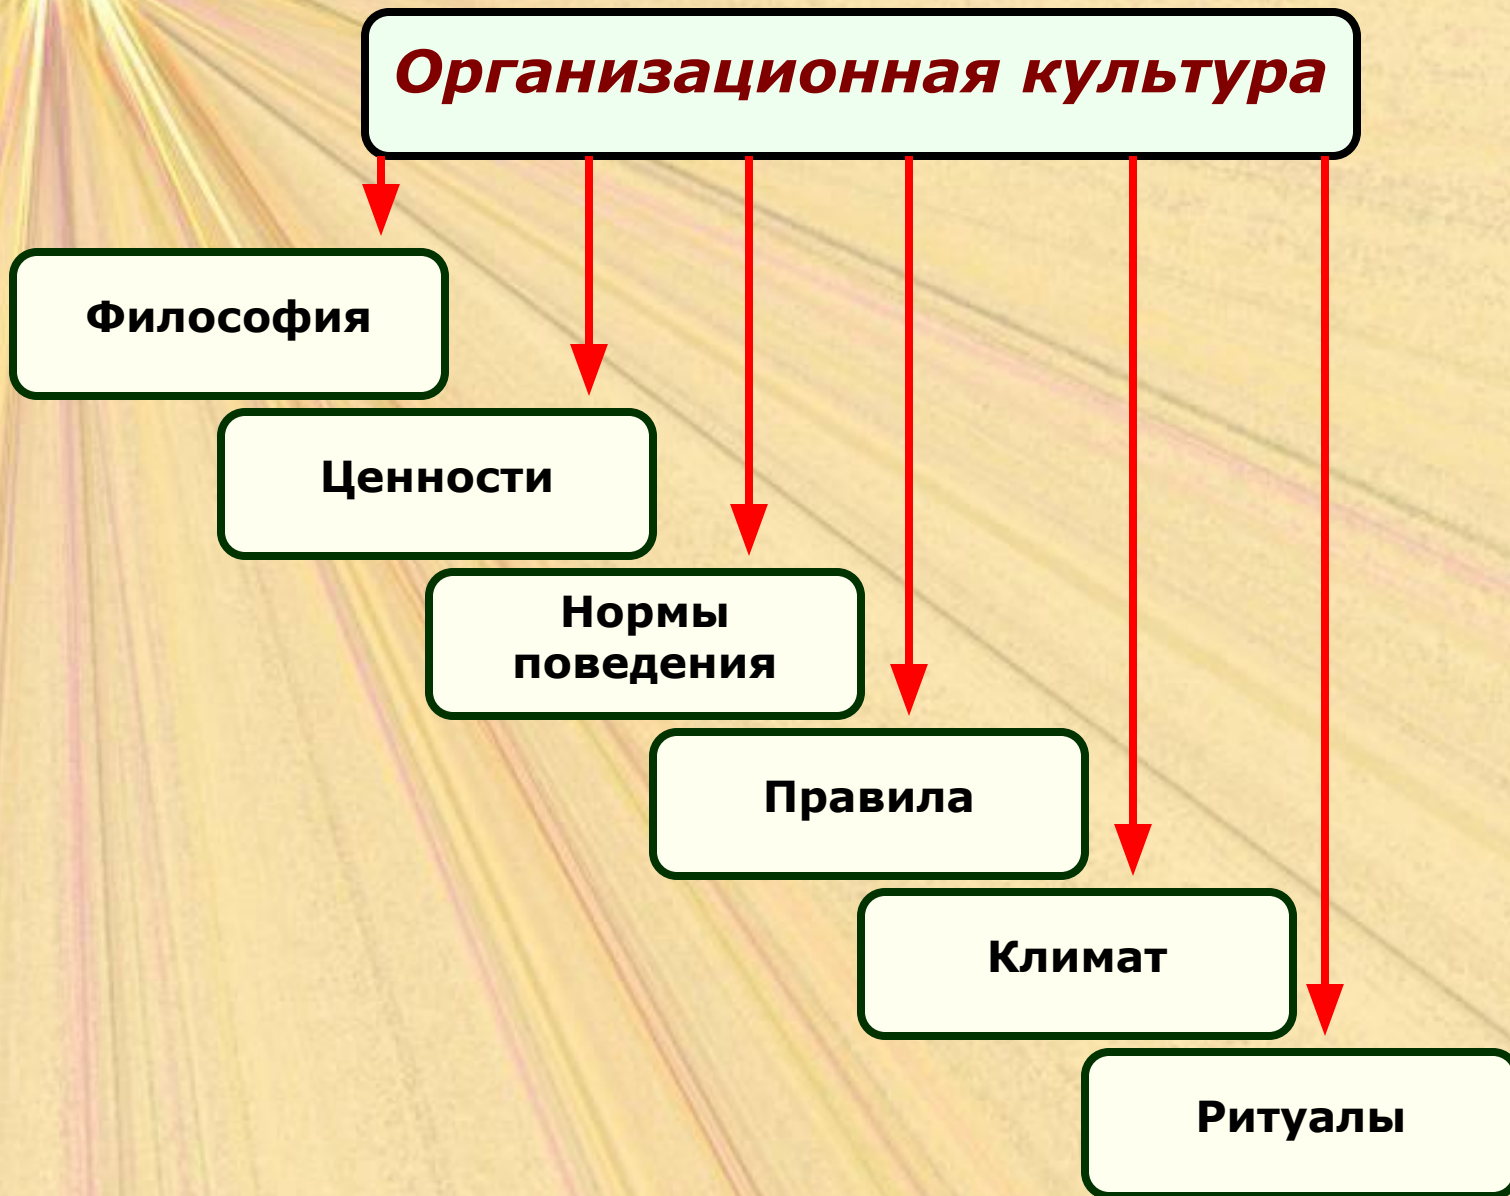 Организационная культура
Философия
Ценности
Нормы
поведения
Правила
Климат
Ритуалы